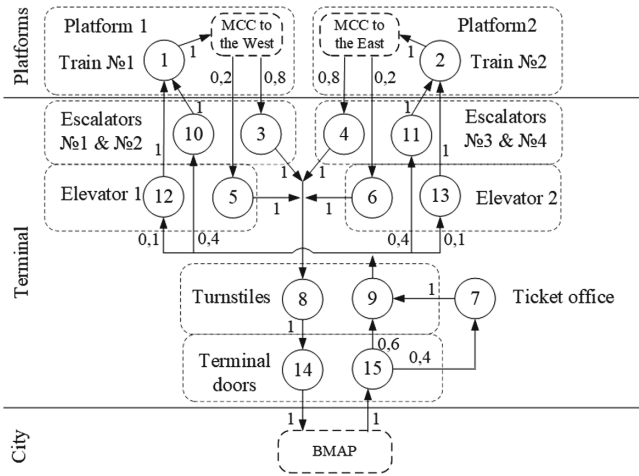 Platforms
Platform 1
MCC to
the West
MCC to
the East
Platform2
Train №1
1
1
1
2
Train №2
0,2
0,8
0,8
0,2
Terminal
Escalators
№1 & №2
1
10
3
4
11
1
Escalators
№3 & №4
1
1
1
1
Elevator 1
12
5
1
1
6
13
Elevator 2
0,1
0,4
0,4
0,1
Turnstiles
8
9
1
7
Ticket office
1
0,6
0,4
Terminal
doors
14
15
City
1
1
BMAP